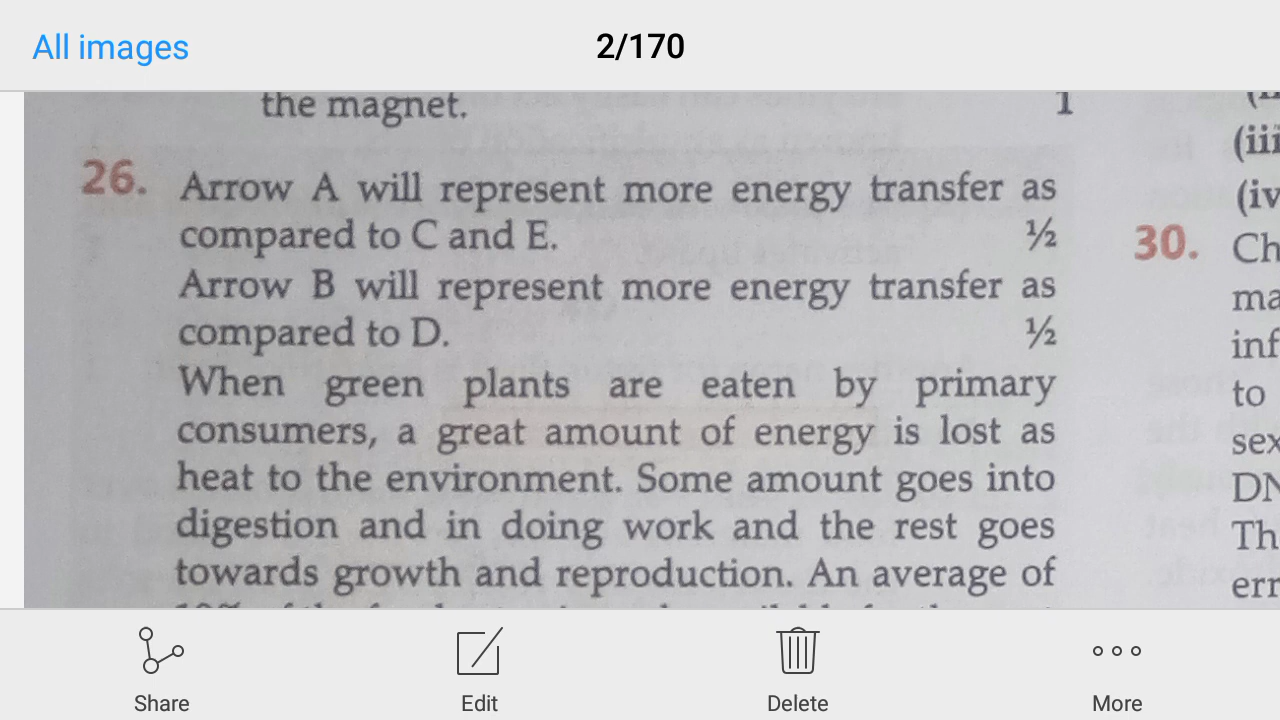 All images
2/170
the magnet. 1
26. Arrow A will represent more energy transfer as
compared to C and E. ½
Arrow B will represent more energy transfer as
compared to D. ½
When green plants are eaten by primary
consumers, a great amount of energy is lost as
heat to the environment. Some amount goes into
digestion and in doing work and the rest goes
towards growth and reproduction. An average of
(iii
(iv
30. Ch
ma
inf
to
sex
DN
Th
err
Share
Edit
Delete
More